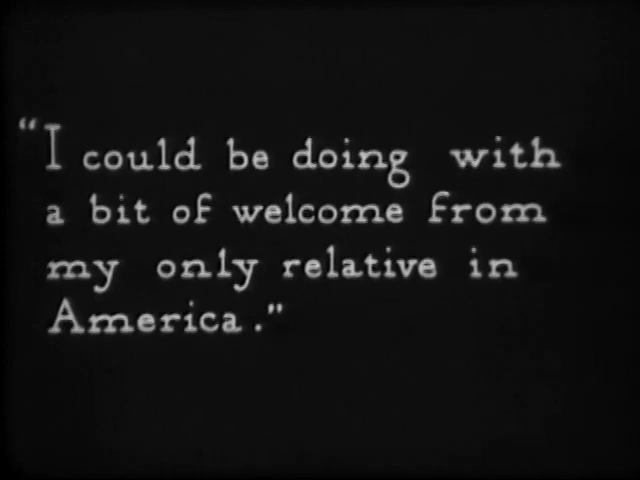 "I could be doing with
a bit of welcome from
my only relative in
America."